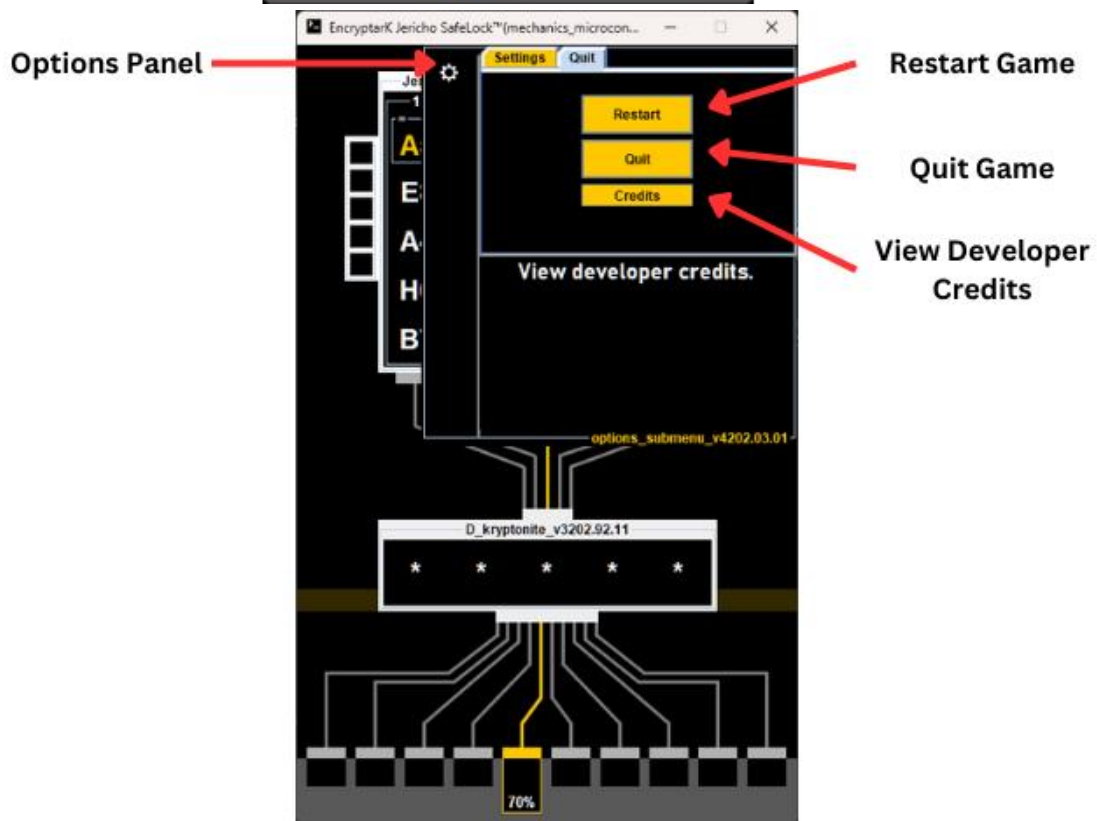 EncryptarK Jericho SafeLock™(mechanics_microcon...
Options Panel
Settings
Quit
Restart Game
Restart
Quit
Quit Game
Credits
View Developer
Credits
View developer credits.
options_submenu_v4202.03.01
D_kryptonite_v3202.92.11
* * * * *
70%